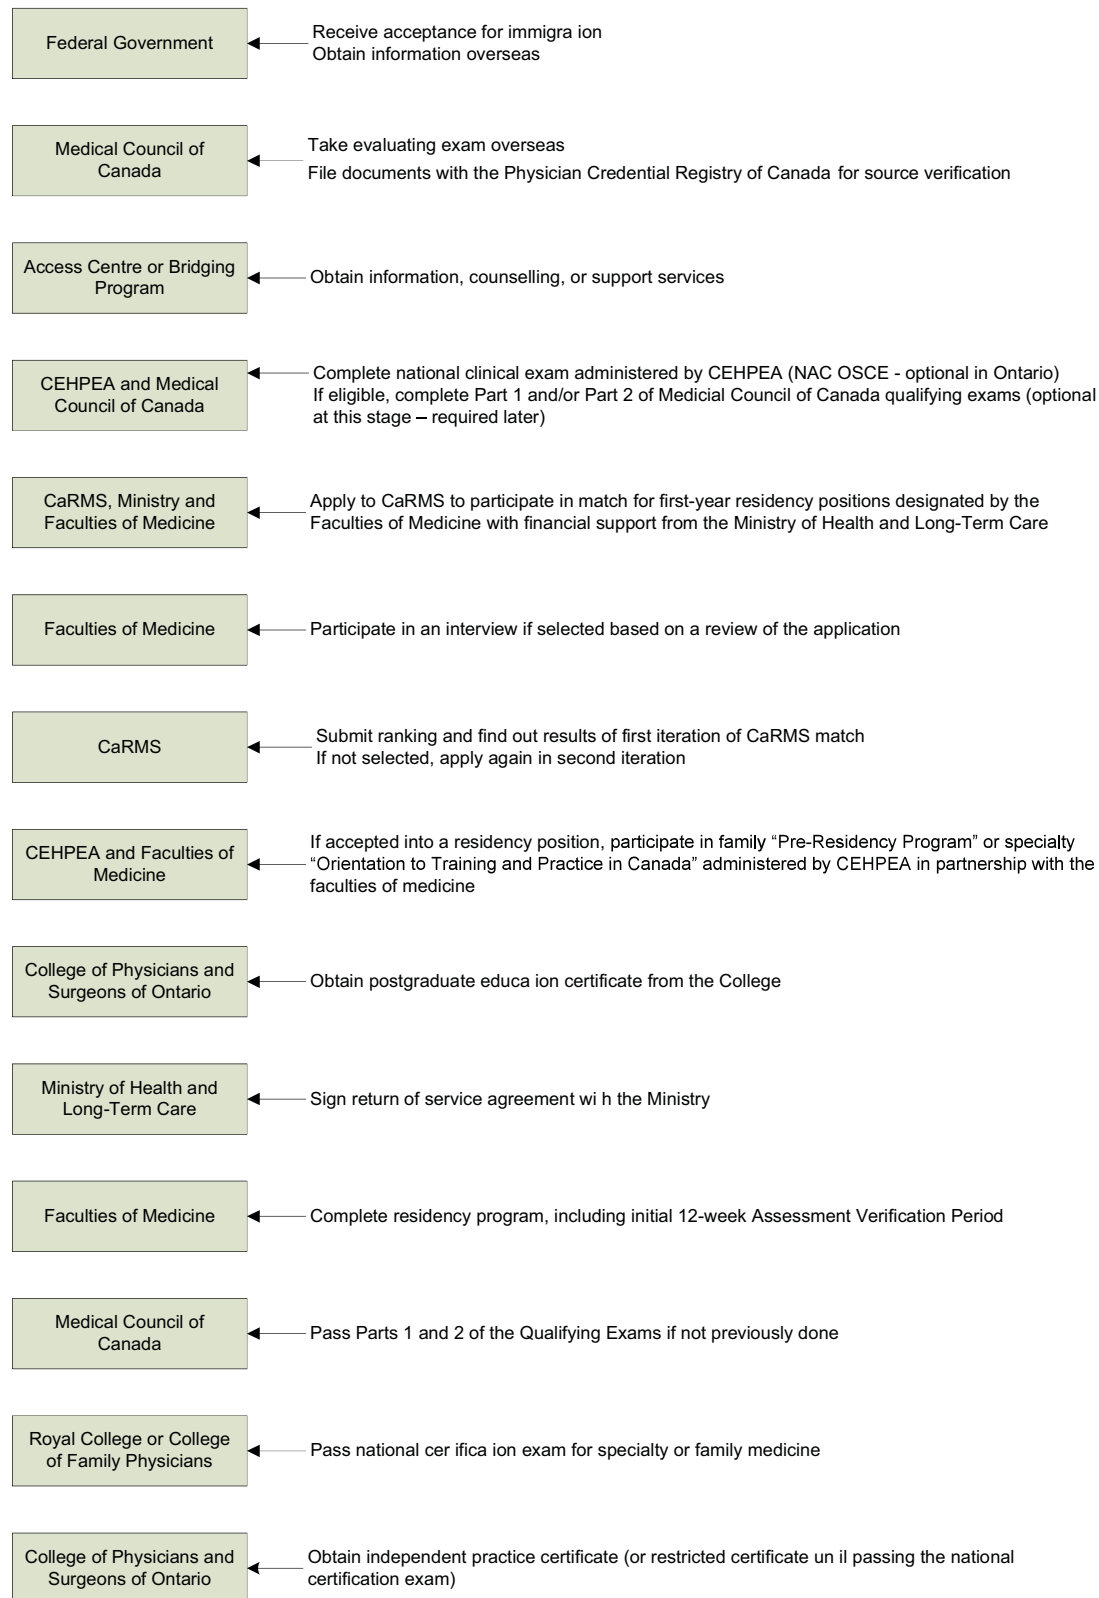 Federal Government
Receive acceptance for immigra ion
Obtain information overseas
Medical Council of
Canada
Take evaluating exam overseas
File documents with the Physician Credential Registry of Canada for source verification
Access Centre or Bridging
Program
Obtain information, counselling, or support services
CEHPEA and Medical
Council of Canada
Complete national clinical exam administered by CEHPEA (NAC OSCE - optional in Ontario)
If eligible, complete Part 1 and/or Part 2 of Medicial Council of Canada qualifying exams (optional
at this stage – required later)
CaRMS, Ministry and
Faculties of Medicine
Apply to CaRMS to participate in match for first-year residency positions designated by the
Faculties of Medicine with financial support from the Ministry of Health and Long-Term Care
Faculties of Medicine
Participate in an interview if selected based on a review of the application
CaRMS
Submit ranking and find out results of first iteration of CaRMS match
If not selected, apply again in second iteration
CEHPEA and Faculties of
Medicine
If accepted into a residency position, participate in family “Pre-Residency Program” or specialty
“Orientation to Training and Practice in Canada” administered by CEHPEA in partnership with the
faculties of medicine
College of Physicians and
Surgeons of Ontario
Obtain postgraduate educa ion certificate from the College
Ministry of Health and
Long-Term Care
Sign return of service agreement wi h the Ministry
Faculties of Medicine
Complete residency program, including initial 12-week Assessment Verification Period
Medical Council of
Canada
Pass Parts 1 and 2 of the Qualifying Exams if not previously done
Royal College or College
of Family Physicians
Pass national cer ifica ion exam for specialty or family medicine
College of Physicians and
Surgeons of Ontario
Obtain independent practice certificate (or restricted certificate un il passing the national
certification exam)